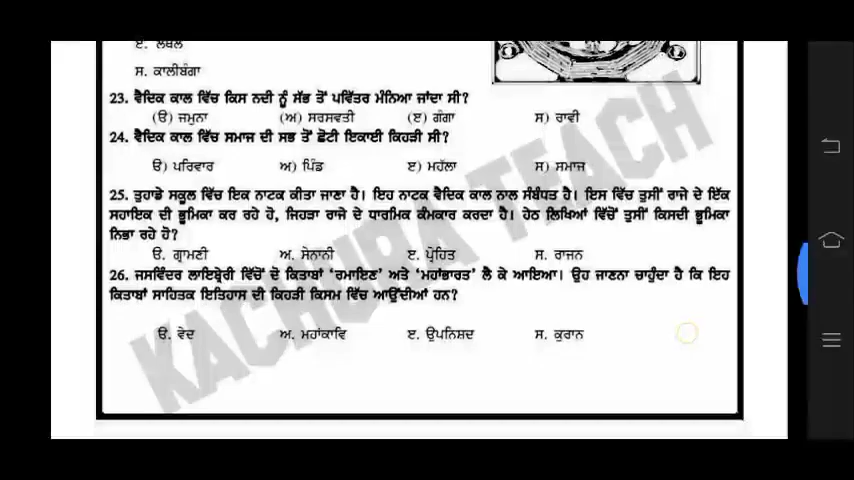 ੲ. ਲੋਥਲ
ਸ. ਕਾਲੀਬੰਗਾ
23. ਵੈਦਿਕ ਕਾਲ ਵਿੱਚ ਕਿਸ ਨਦੀ ਨੂੰ ਸੱਭ ਤੋਂ ਪਵਿੱਤਰ ਮੰਨਿਆ ਜਾਂਦਾ ਸੀ?
(ੳ) ਜਮੁਨਾ (ਅ) ਸਰਸਵਤੀ (ੲ) ਗੰਗਾ ਸ) ਰਾਵੀ
24. ਵੈਦਿਕ ਕਾਲ ਵਿੱਚ ਸਮਾਜ ਦੀ ਸਭ ਤੋਂ ਛੋਟੀ ਇਕਾਈ ਕਿਹੜੀ ਸੀ?
ੳ) ਪਰਿਵਾਰ ਅ) ਪਿੰਡ ੲ) ਮਹੱਲਾ ਸ) ਸਮਾਜ
25. ਤੁਹਾਡੇ ਸਕੂਲ ਵਿੱਚ ਇਕ ਨਾਟਕ ਕੀਤਾ ਜਾਣਾ ਹੈ। ਇਹ ਨਾਟਕ ਵੈਦਿਕ ਕਾਲ ਨਾਲ ਸੰਬੰਧਤ ਹੈ। ਇਸ ਵਿੱਚ ਤੁਸੀਂ ਰਾਜੇ ਦੇ ਇੱਕ
ਸਹਾਇਕ ਦੀ ਭੂਮਿਕਾ ਕਰ ਰਹੇ ਹੋ, ਜਿਹੜਾ ਰਾਜੇ ਦੇ ਧਾਰਮਿਕ ਕੰਮਕਾਰ ਕਰਦਾ ਹੈ। ਹੇਠ ਲਿਖਿਆਂ ਵਿੱਚੋਂ ਤੁਸੀਂ ਕਿਸਦੀ ਭੂਮਿਕਾ
ਨਿਭਾ ਰਹੇ ਹੋ?
ੳ. ਗ੍ਰਾਮਣੀ ਅ. ਸੇਨਾਨੀ ੲ. ਪ੍ਰੋਹਿਤ ਸ. ਰਾਜਨ
26. ਜਸਵਿੰਦਰ ਲਾਇਬ੍ਰੇਰੀ ਵਿੱਚੋਂ ਦੋ ਕਿਤਾਬਾਂ ‘ਰਮਾਇਣ’ ਅਤੇ ‘ਮਹਾਂਭਾਰਤ’ ਲੈ ਕੇ ਆਇਆ। ਉਹ ਜਾਣਨਾ ਚਾਹੁੰਦਾ ਹੈ ਕਿ ਇਹ
ਕਿਤਾਬਾਂ ਸਾਹਿਤਕ ਇਤਿਹਾਸ ਦੀ ਕਿਹੜੀ ਕਿਸਮ ਵਿੱਚ ਆਉਂਦੀਆਂ ਹਨ?
ੳ. ਵੇਦ ਅ. ਮਹਾਂਕਾਵਿ ੲ. ਉਪਨਿਸ਼ਦ ਸ. ਕੁਰਾਨ
KACHURA TEACH